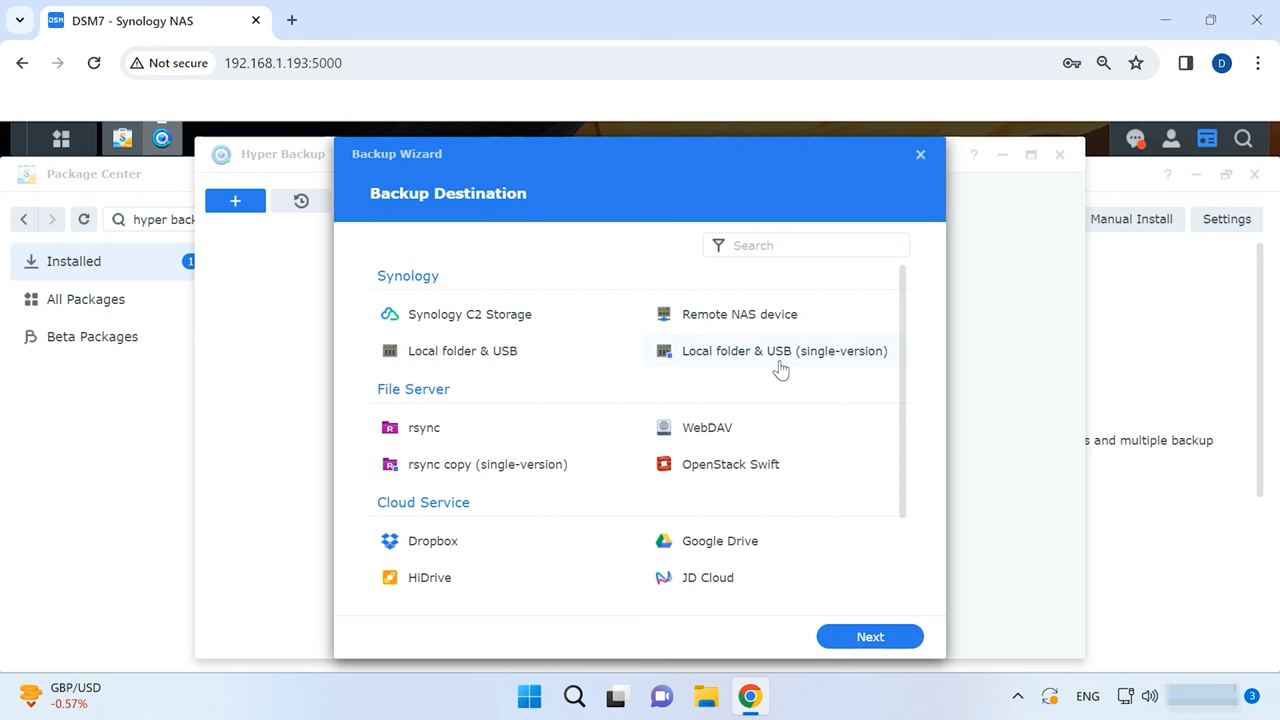 DSM DSM7 - Synology NAS
Not secure 192.168.1.193:5000 D
Hyper Backup
Backup Wizard
Package Center
Backup Destination
hyper back
Manual Install Settings
Search
Installed 1
Synology
All Packages
Synology C2 Storage Remote NAS device
Beta Packages
Local folder & USB Local folder & USB (single-version)
File Server
rsync WebDAV
s and multiple backup
rsync copy (single-version) OpenStack Swift
Cloud Service
Dropbox Google Drive
HiDrive JD Cloud
Next
GBP/USD
-0.57%
ENG 3